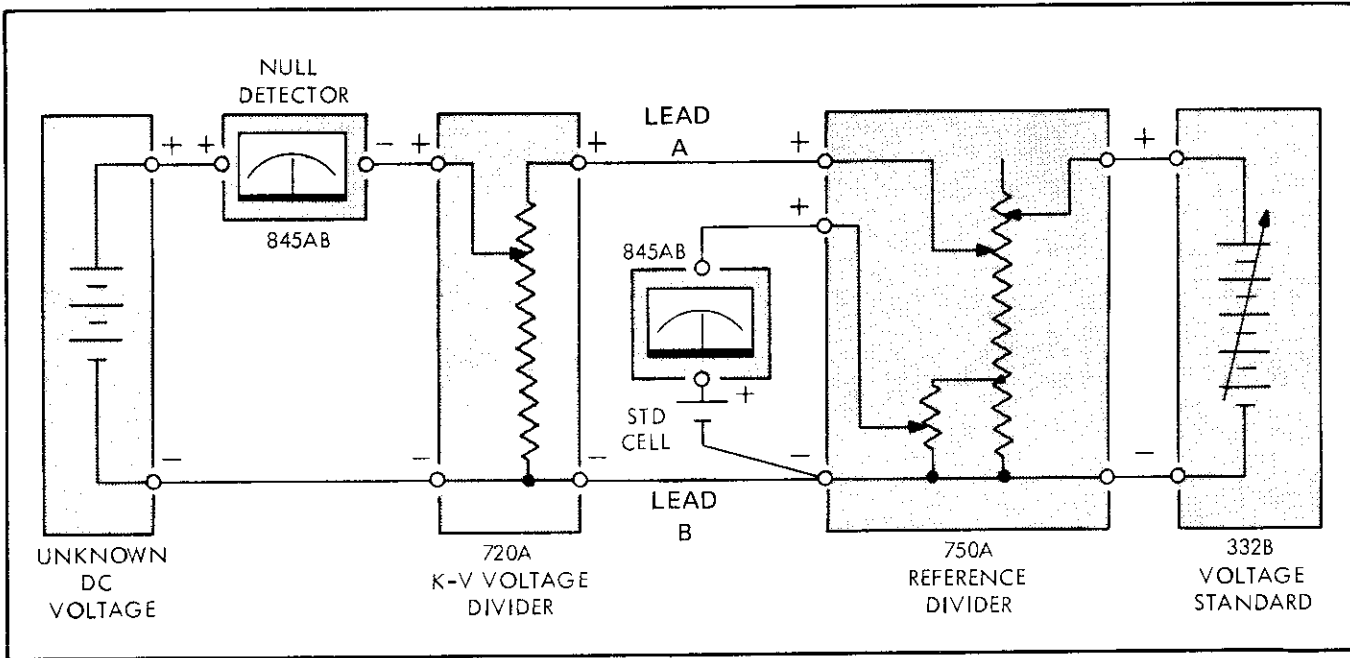 NULL
DETECTOR
845AB
LEAD
A
845AB
STD
CELL
LEAD
B
+
+
-
+
+
+
+
+
+
-
-
-
-
-
-
UNKNOWN
DC
VOLTAGE
720A
K-V VOLTAGE
DIVIDER
750A
REFERENCE
DIVIDER
332B
VOLTAGE
STANDARD